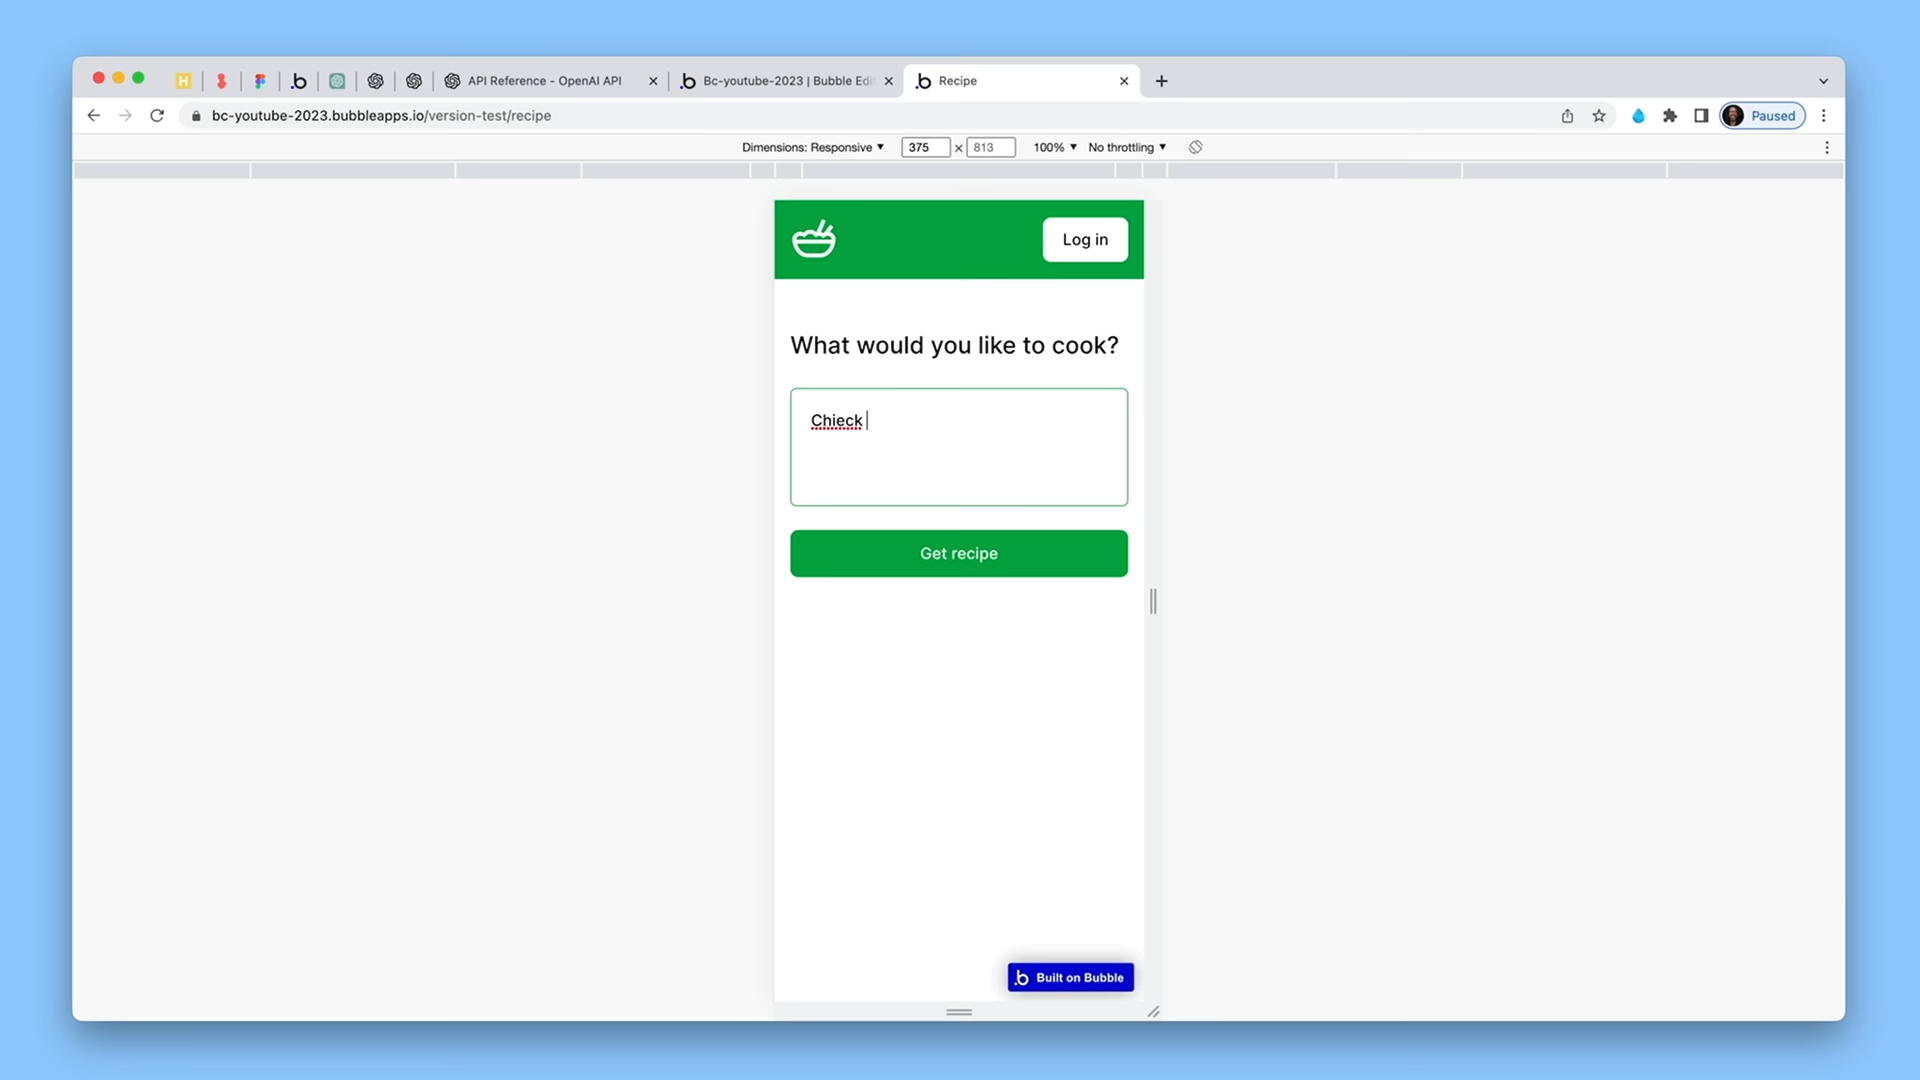 API Reference - OpenAI API
Bc-youtube-2023 | Bubble Edi
Recipe
bc-youtube-2023.bubbleapps.io/version-test/recipe
Paused
Dimensions: Responsive
375 × 813
100%
No throttling
Log in
What would you like to cook?
Chieck
Get recipe
Built on Bubble